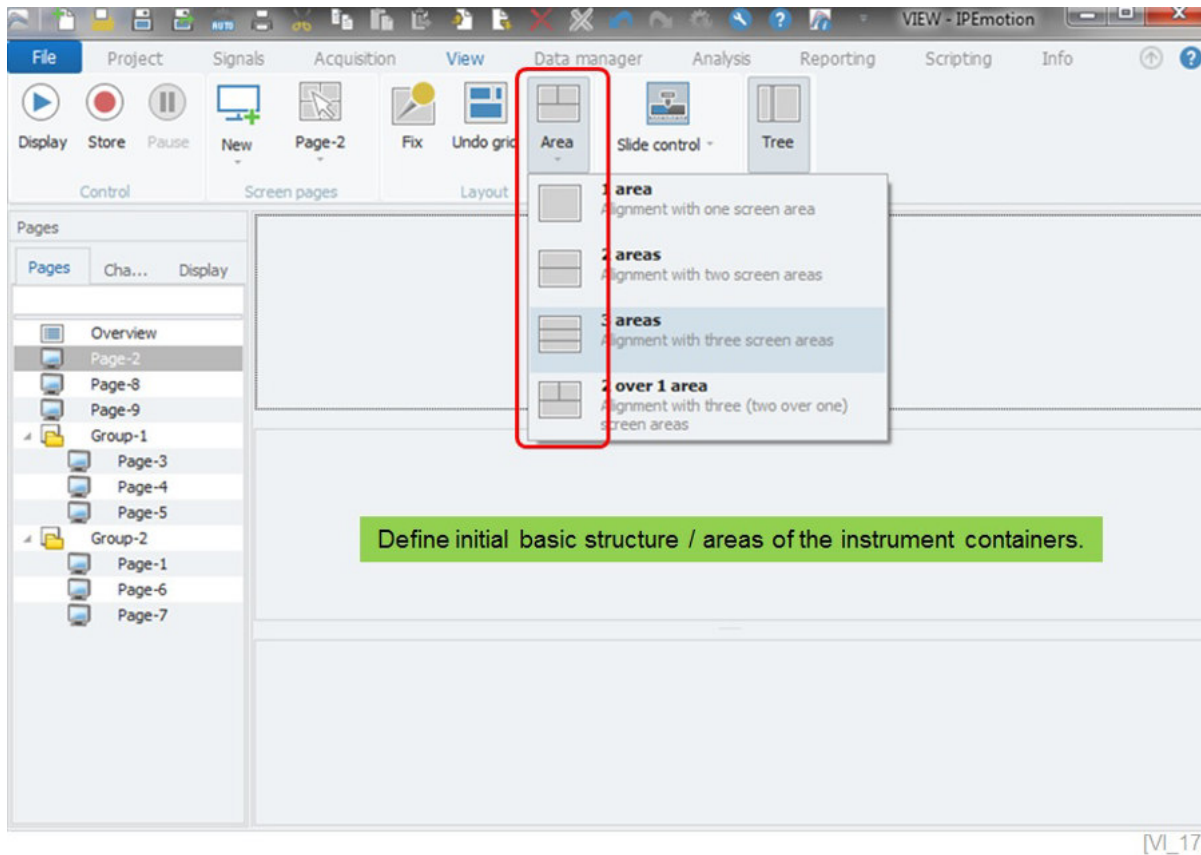 AUTO
VIEW - IPEmotion
File Project Signals Acquisition View Data manager Analysis Reporting Scripting Info
Display Store Pause New Page-2 Fix Undo grid Area Slide control Tree
Control Screen pages Layout
1 area
Alignment with one screen area
2 areas
Alignment with two screen areas
3 areas
Alignment with three screen areas
2 over 1 area
Alignment with three (two over one)
screen areas
Pages
Pages Cha... Display
Overview
Page-2
Page-8
Page-9
Group-1
Page-3
Page-4
Page-5
Group-2
Page-1
Page-6
Page-7
Define initial basic structure / areas of the instrument containers.
[VI_17